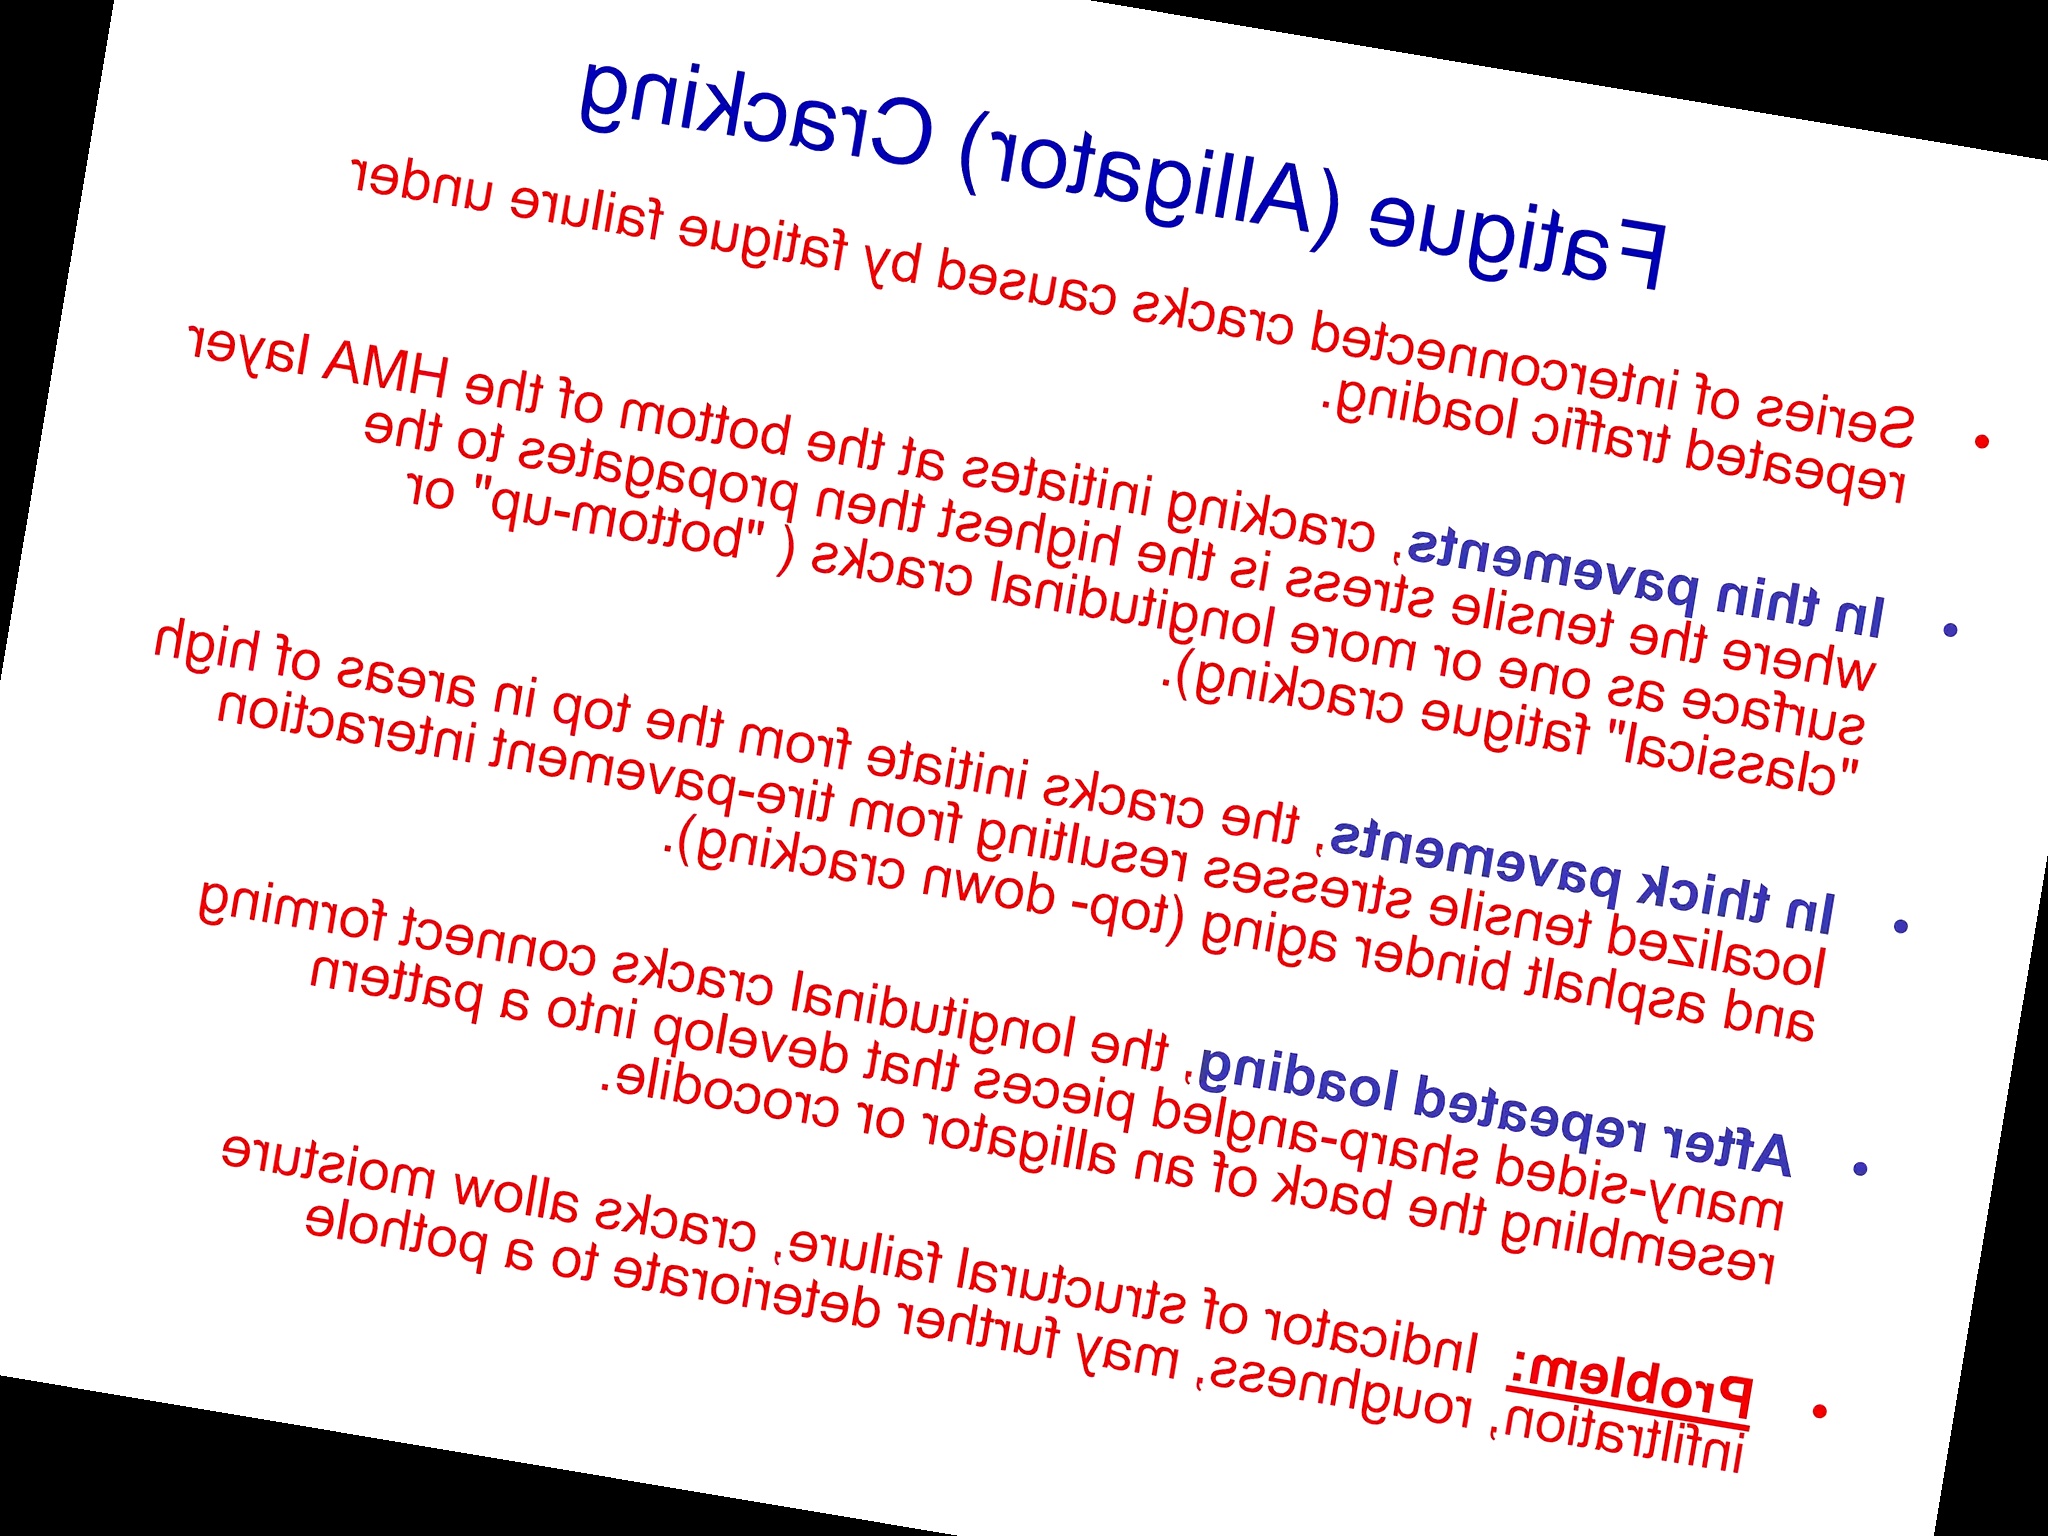 Fatigue (Alligator) Cracking
• Series of interconnected cracks caused by fatigue failure under
repeated traffic loading.
• In thin pavements, cracking initiates at the bottom of the HMA layer
where the tensile stress is the highest then propagates to the
surface as one or more longitudinal cracks ( "bottom-up" or
"classical" fatigue cracking).
• In thick pavements, the cracks initiate from the top in areas of high
localized tensile stresses resulting from tire-pavement interaction
and asphalt binder aging (top- down cracking).
• After repeated loading, the longitudinal cracks connect forming
many-sided sharp-angled pieces that develop into a pattern
resembling the back of an alligator or crocodile.
• Problem: Indicator of structural failure, cracks allow moisture
infiltration, roughness, may further deteriorate to a pothole